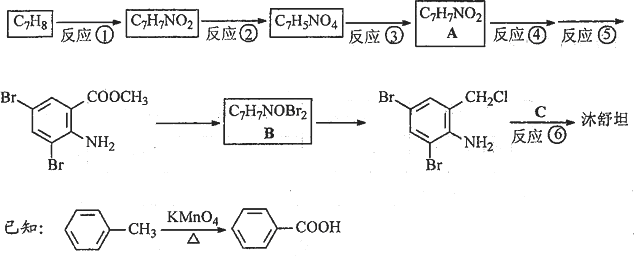 C₇H₈ 反应① C₇H₇NO₂ 反应② C₇H₅NO₄ 反应③ C₇H₇NO₂ A 反应④ 反应⑤
Br COOCH₃ NH₂ Br C₇H₇NOBr₂ B Br CH₂Cl NH₂ Br C 反应⑥ 沐舒坦
已知: CH₃ KMnO₄ △ COOH